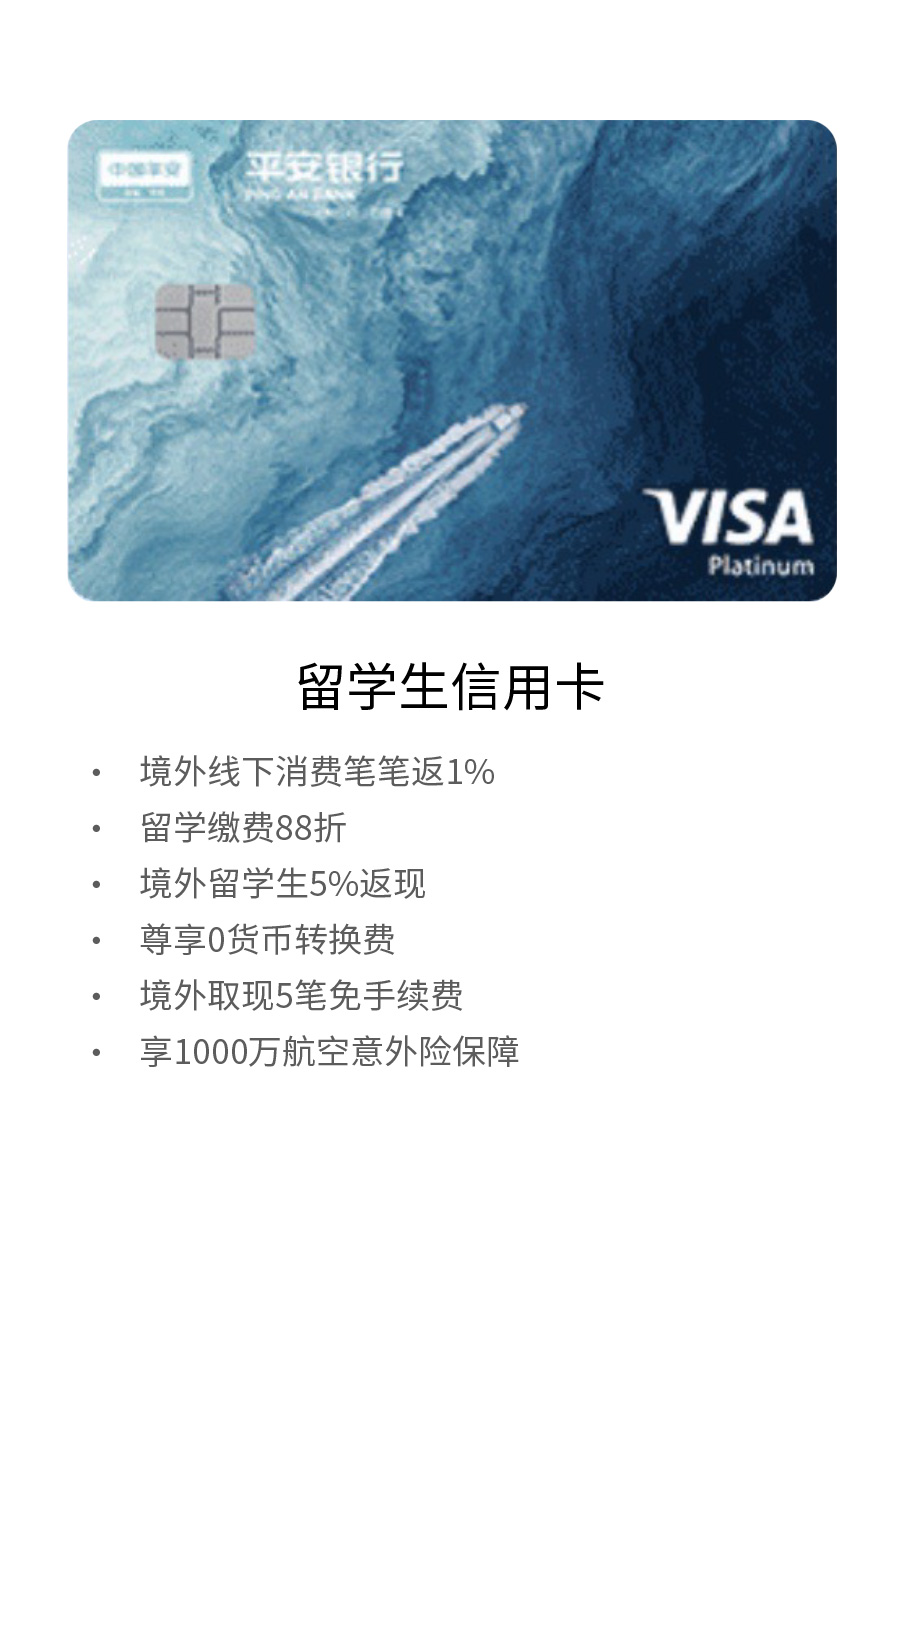 中国平安
平安银行
PING AN BANK
VISA
Platinum
留学生信用卡
• 境外线下消费笔笔返1%
• 留学缴费88折
• 境外留学生5%返现
• 尊享0货币转换费
• 境外取现5笔免手续费
• 享1000万航空意外险保障